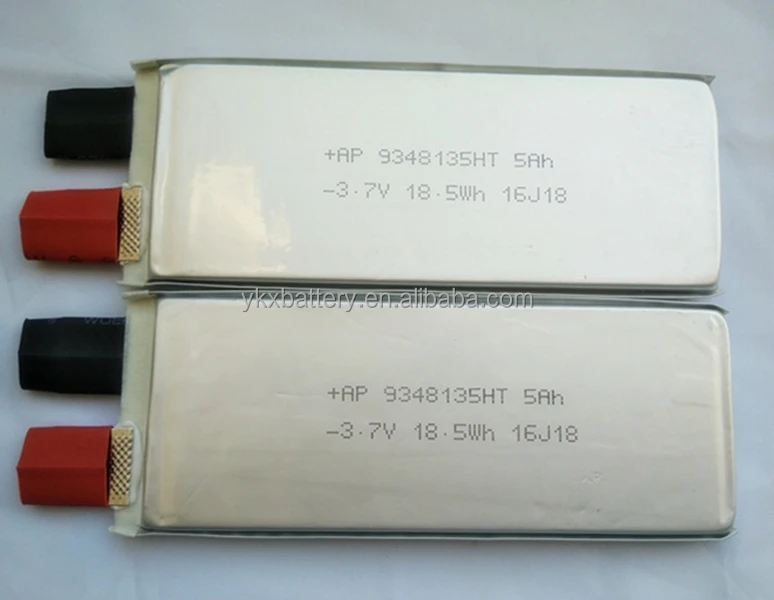 +AP 9348135HT 5Ah
-3.7V 18.5Wh 16J18
ykxbattery.en.alibaba.com
+AP 9348135HT 5Ah
-3.7V 18.5Wh 16J18